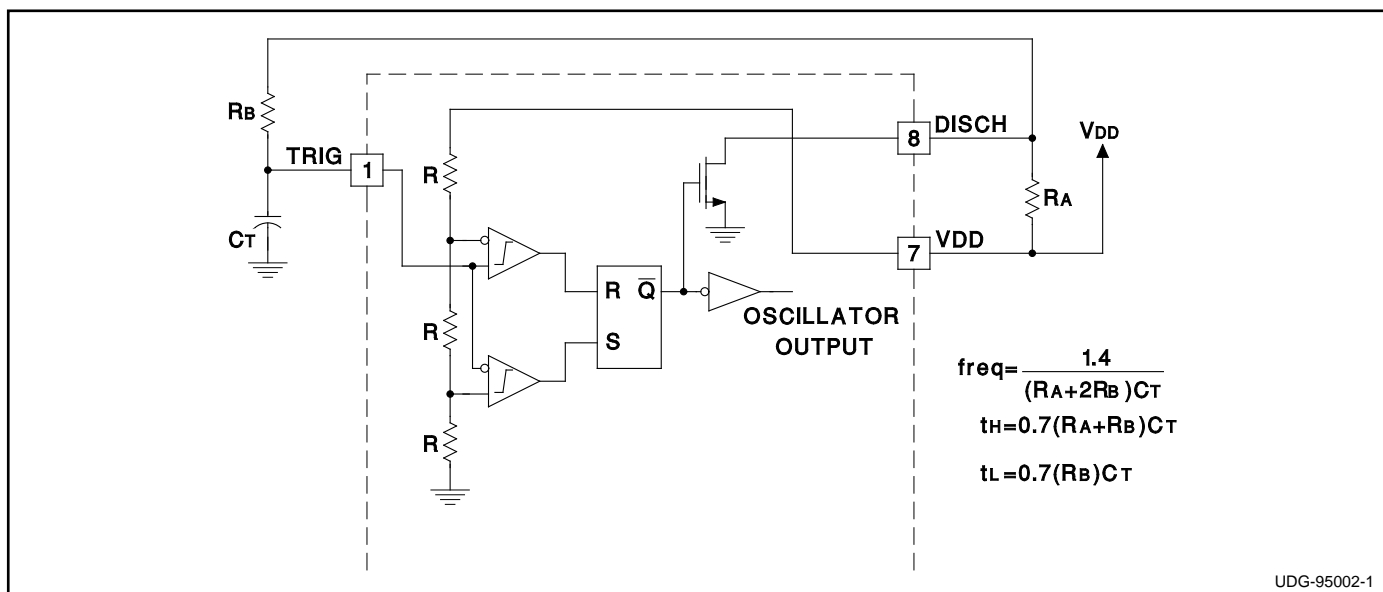 RB
TRIG
1
CT
R
R
R
R Q̅
S
8
DISCH
VDD
RA
7
VDD
OSCILLATOR
OUTPUT
freq= 1.4
(RA+2RB)CT
tH=0.7(RA+RB)CT
tL=0.7(RB)CT
UDG-95002-1